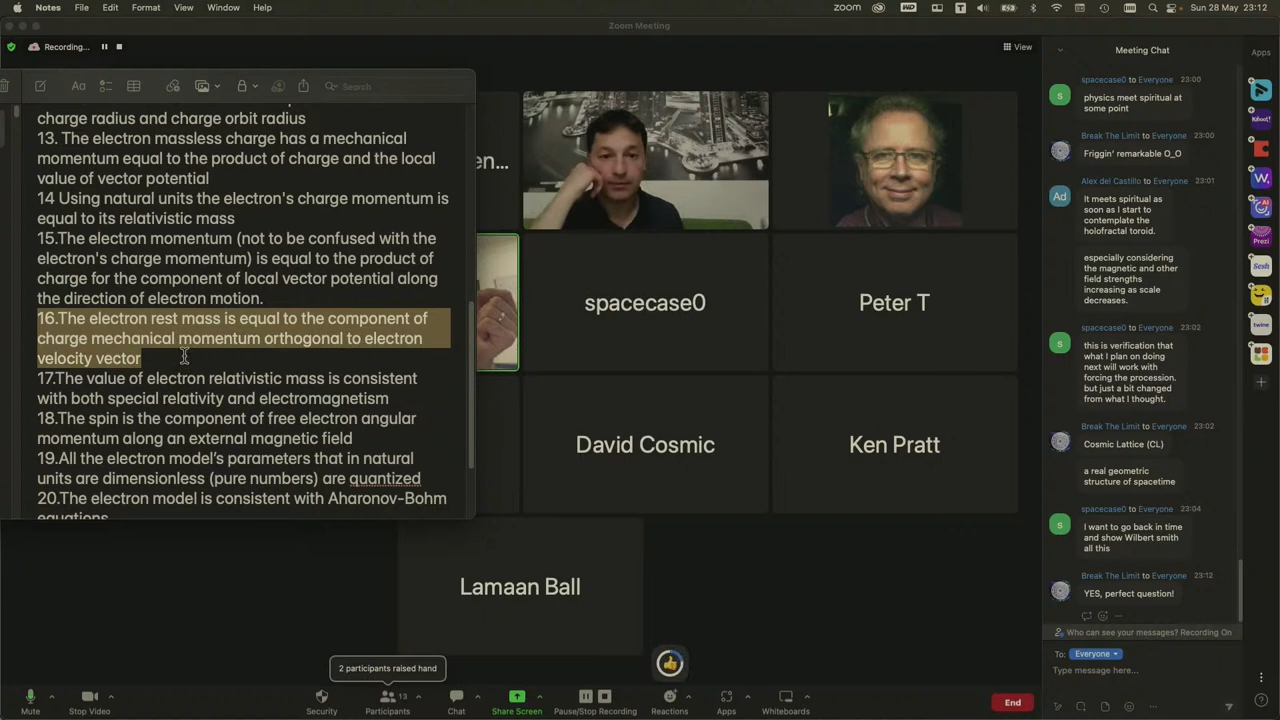 Notes File Edit Format View Window Help
zoom
Sun 28 May 23:12
Zoom Meeting
Recording...
View
Meeting Chat
Apps
Aa
Search
charge radius and charge orbit radius
13. The electron massless charge has a mechanical
momentum equal to the product of charge and the local
value of vector potential
14 Using natural units the electron's charge momentum is
equal to its relativistic mass
15.The electron momentum (not to be confused with the
electron's charge momentum) is equal to the product of
charge for the component of local vector potential along
the direction of electron motion.
16.The electron rest mass is equal to the component of
charge mechanical momentum orthogonal to electron
velocity vector
17.The value of electron relativistic mass is consistent
with both special relativity and electromagnetism
18.The spin is the component of free electron angular
momentum along an external magnetic field
19.All the electron model's parameters that in natural
units are dimensionless (pure numbers) are quantized
20.The electron model is consistent with Aharonov-Bohm
equations
en...
spacecase0
Peter T
David Cosmic
Ken Pratt
Lamaan Ball
spacecase0 to Everyone 23:00
S
physics meet spiritual at
some point
Break The Limit to Everyone 23:00
Friggin' remarkable O_O
Alex del Castillo to Everyone 23:01
Ad
It meets spiritual as
soon as I start to
contemplate the
holofractal toroid.
especially considering
the magnetic and other
field strengths
increasing as scale
decreases.
spacecase0 to Everyone 23:02
S
this is verification that
what I plan on doing
next will work with
forcing the procession.
but just a bit changed
from what I thought.
Break The Limit to Everyone 23:02
Cosmic Lattice (CL)
a real geometric
structure of spacetime
spacecase0 to Everyone 23:04
S
I want to go back in time
and show Wilbert smith
all this
Break The Limit to Everyone 23:12
YES, perfect question!
Who can see your messages? Recording On
To: Everyone
Type message here...
Kahoot!
W.
AI
Prezi
Sesh
twine
2 participants raised hand
13
Mute
Stop Video
Security
Participants
Chat
Share Screen
Pause/Stop Recording
Reactions
Apps
Whiteboards
End